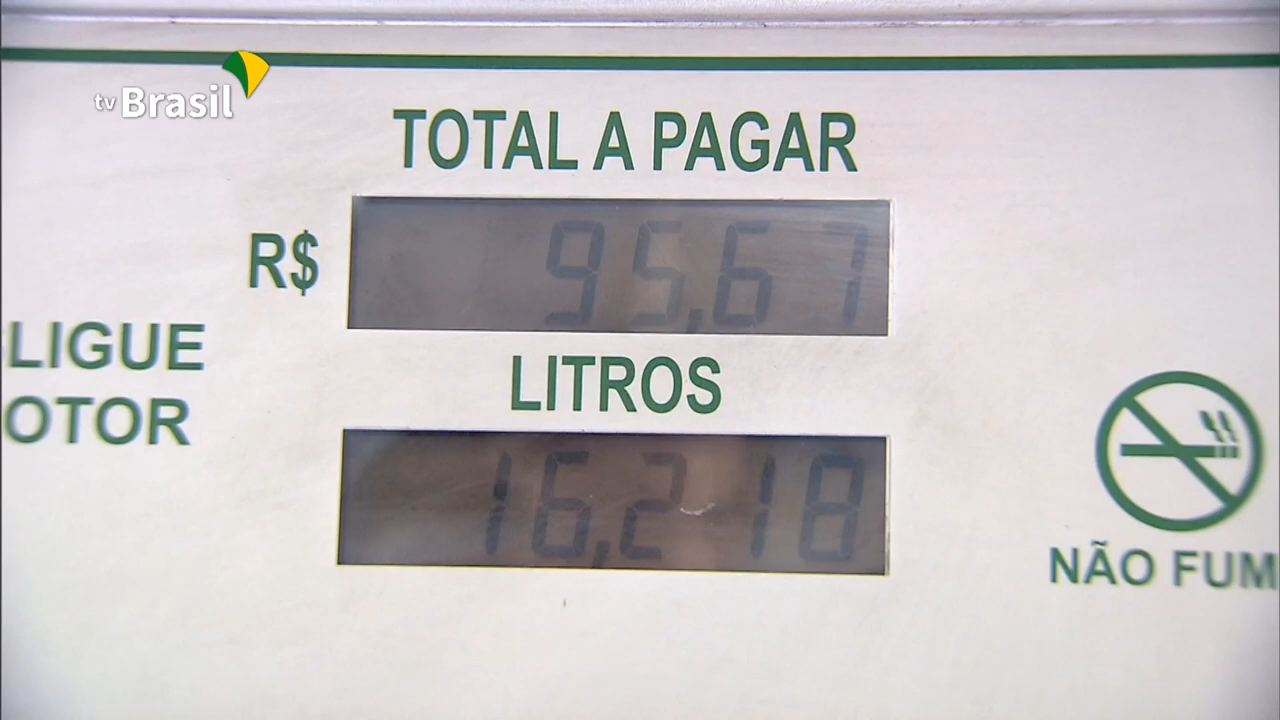 tv Brasil
TOTAL A PAGAR
R$ 95,67
LIGUE
OTOR
LITROS
16,218
NÃO FUM